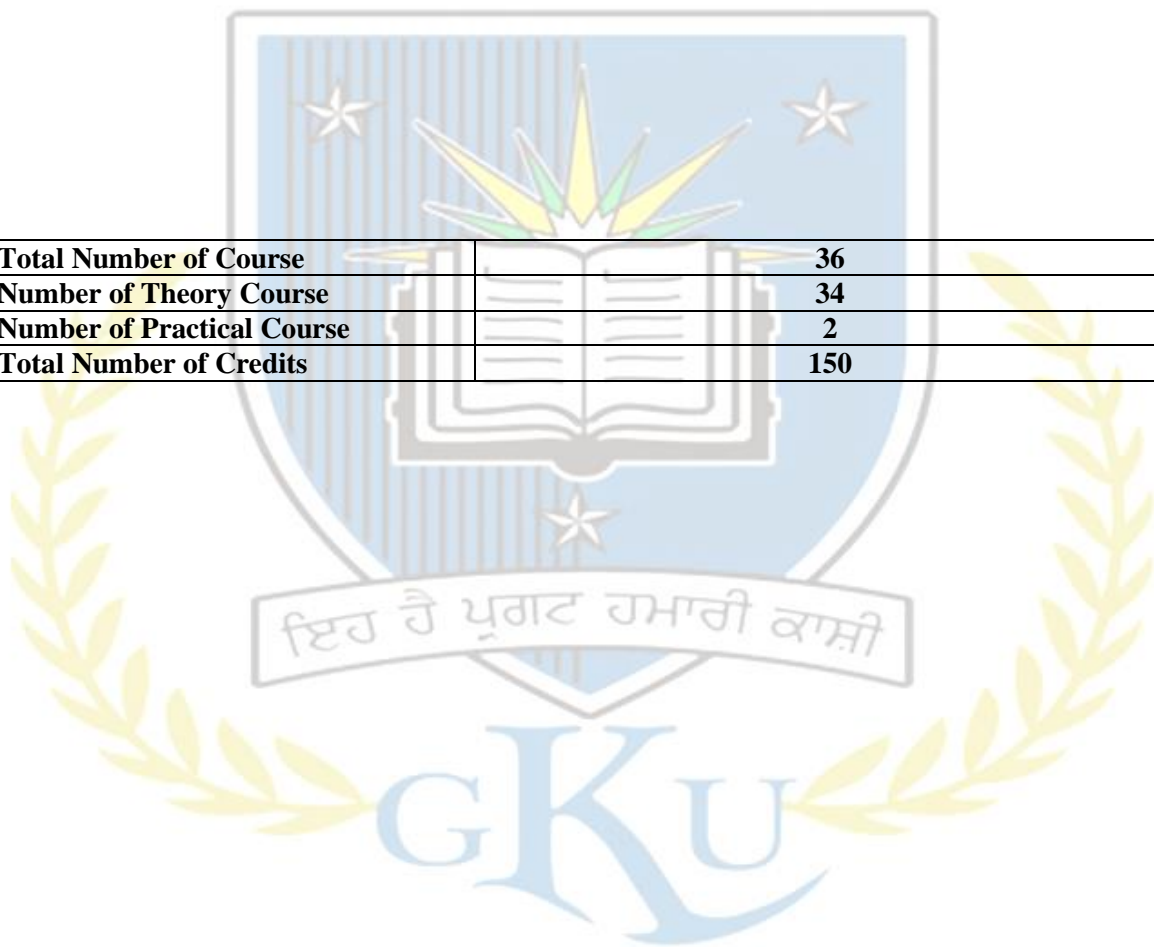 Total Number of Course 36
Number of Theory Course 34
Number of Practical Course 2
Total Number of Credits 150
ਇਹ ਹੈ ਪ੍ਰਗਟ ਹਮਾਰੀ ਕਾਸ਼ੀ
GKU